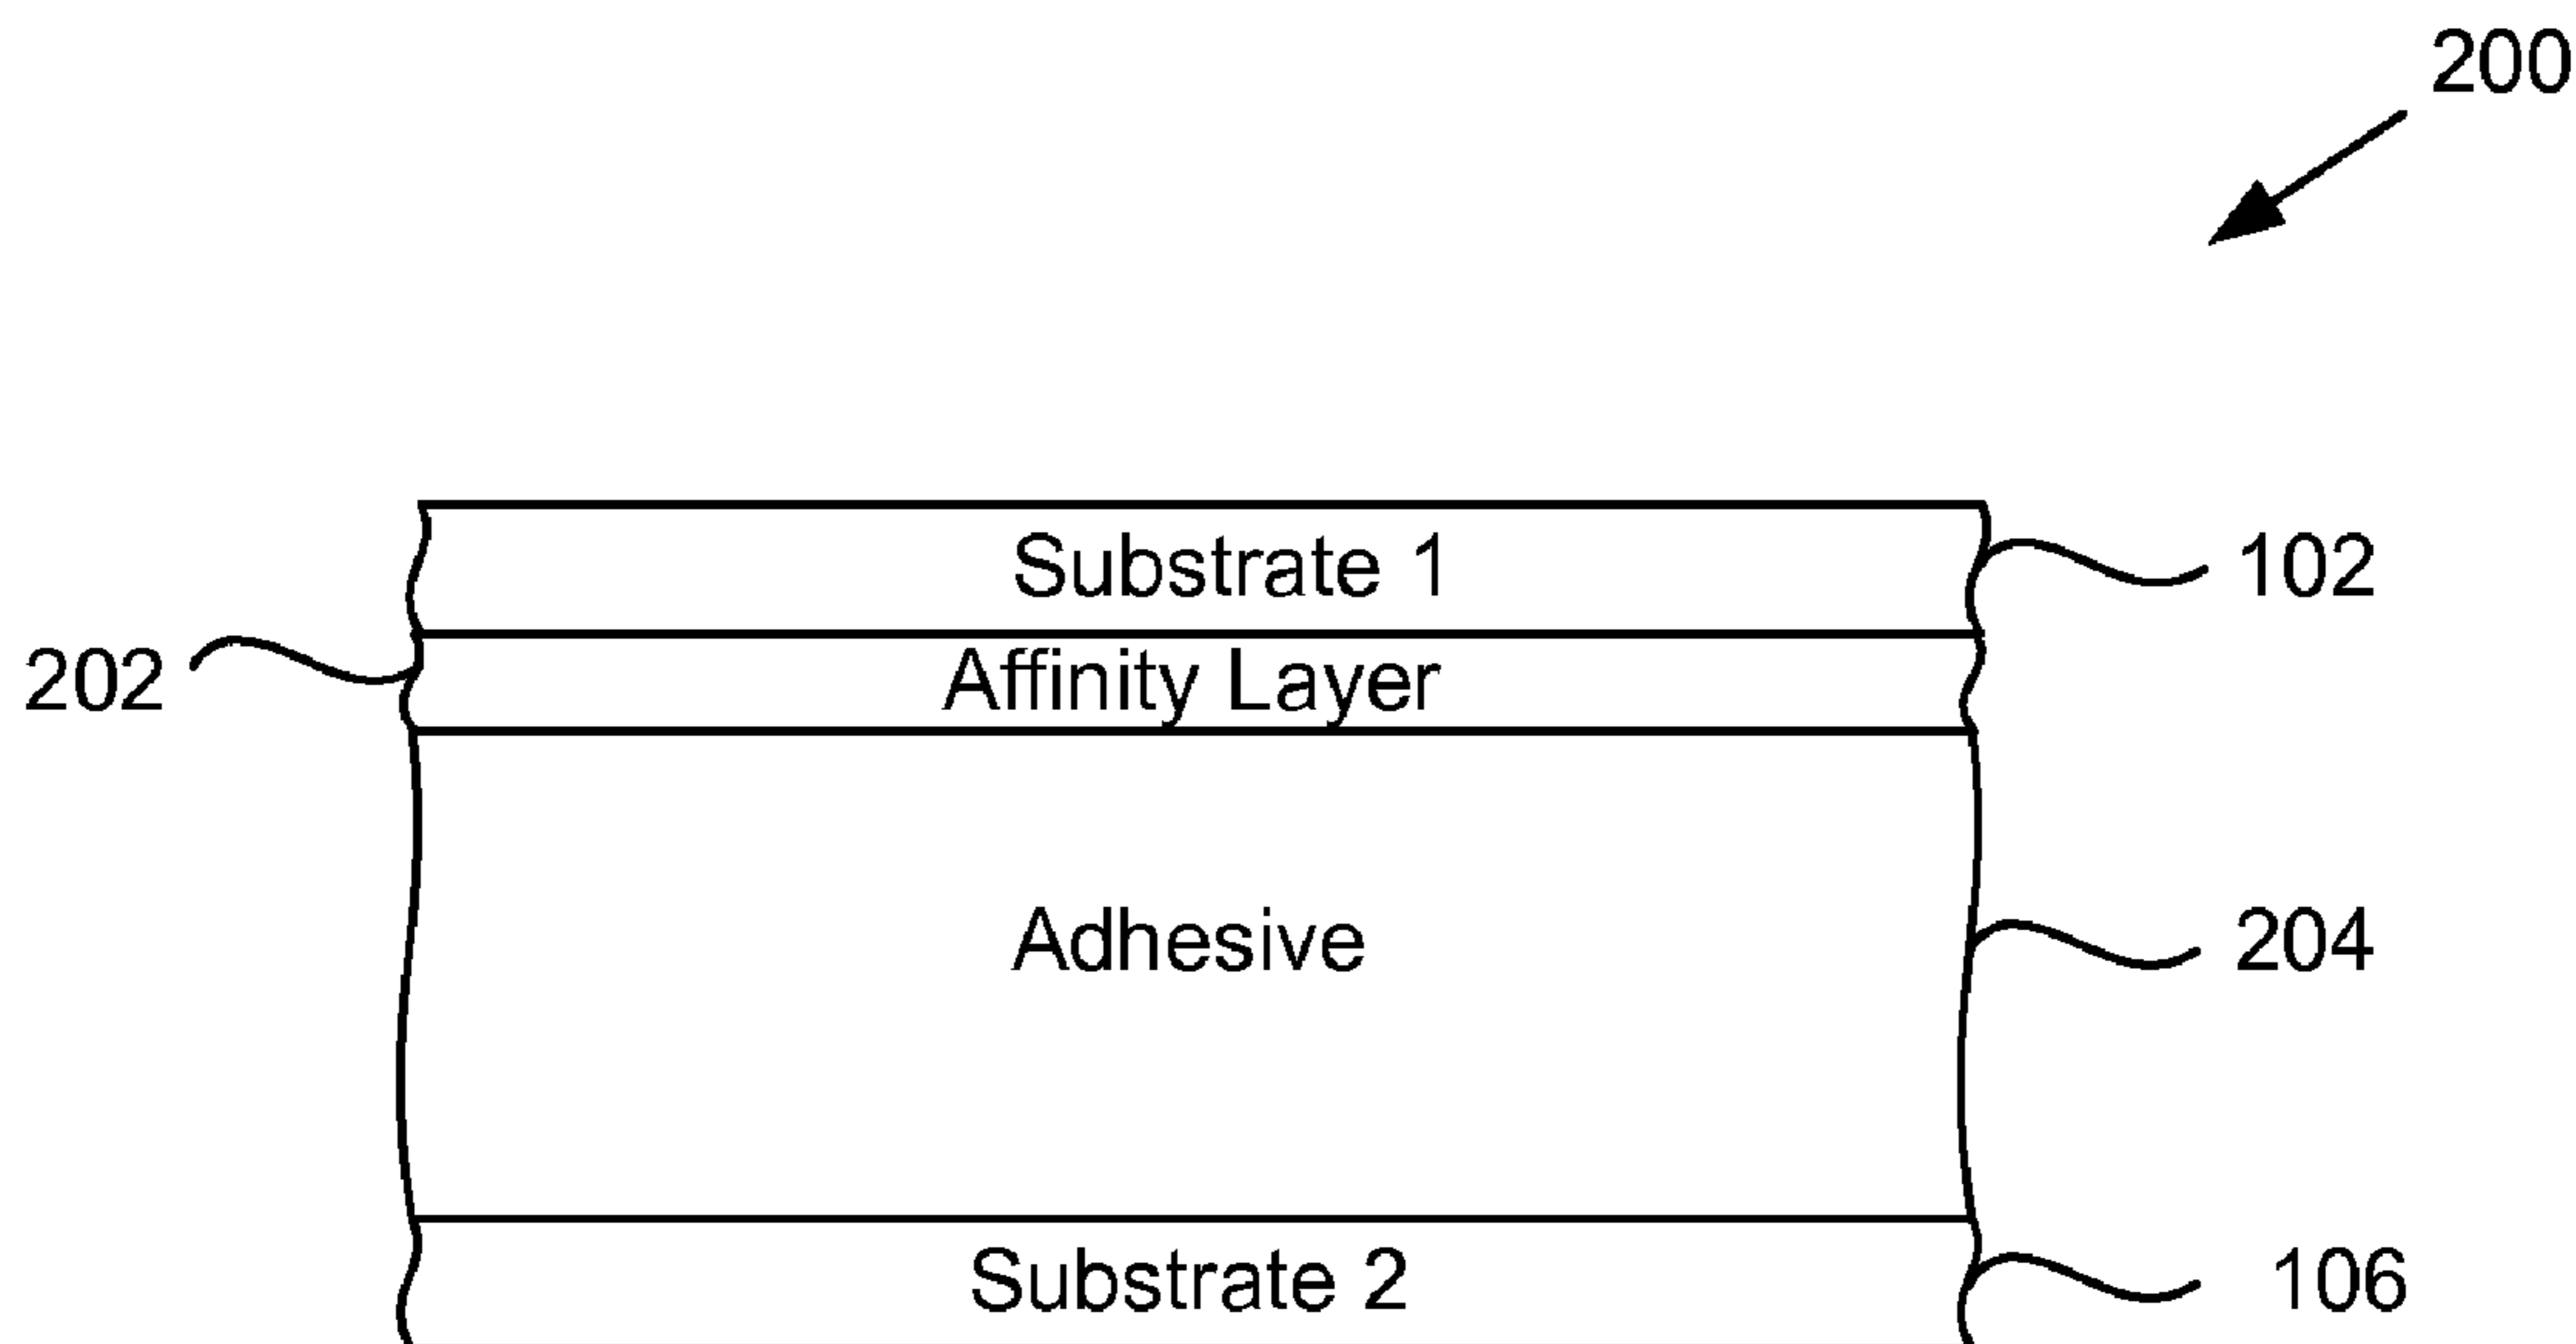 200
Substrate 1
102
202
Affinity Layer
Adhesive
204
Substrate 2
106